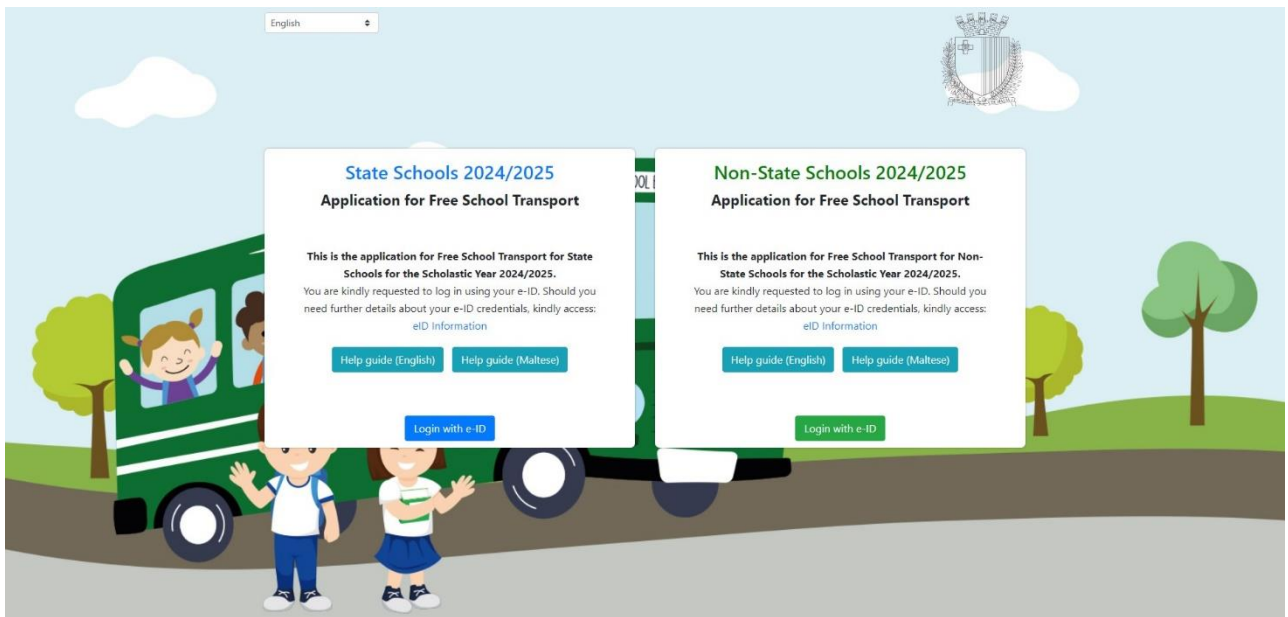 English
State Schools 2024/2025
Application for Free School Transport
This is the application for Free School Transport for State
Schools for the Scholastic Year 2024/2025.
You are kindly requested to log in using your e-ID. Should you
need further details about your e-ID credentials, kindly access:
eID Information
Help guide (English) Help guide (Maltese)
Login with e-ID
OOL
Non-State Schools 2024/2025
Application for Free School Transport
This is the application for Free School Transport for Non-
State Schools for the Scholastic Year 2024/2025.
You are kindly requested to log in using your e-ID. Should you
need further details about your e-ID credentials, kindly access:
eID Information
Help guide (English) Help guide (Maltese)
Login with e-ID